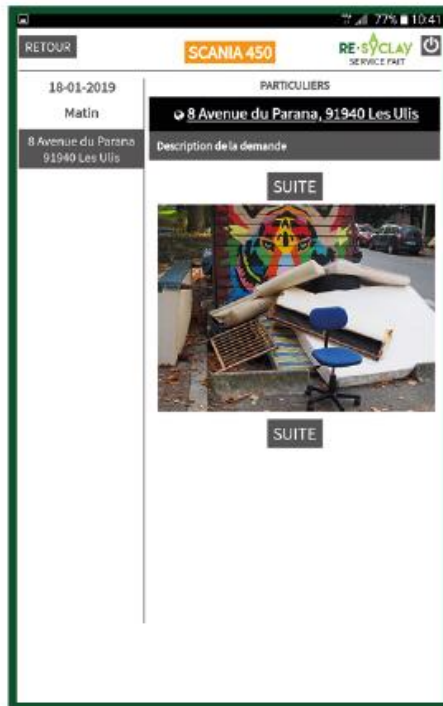 77% 10:41
RETOUR
SCANIA 450
RE·SYCLAY
SERVICE FAIT
18-01-2019
Matin
8 Avenue du Parana
91940 Les Ulis
PARTICULIERS
8 Avenue du Parana, 91940 Les Ulis
Description de la demande
SUITE
SUITE